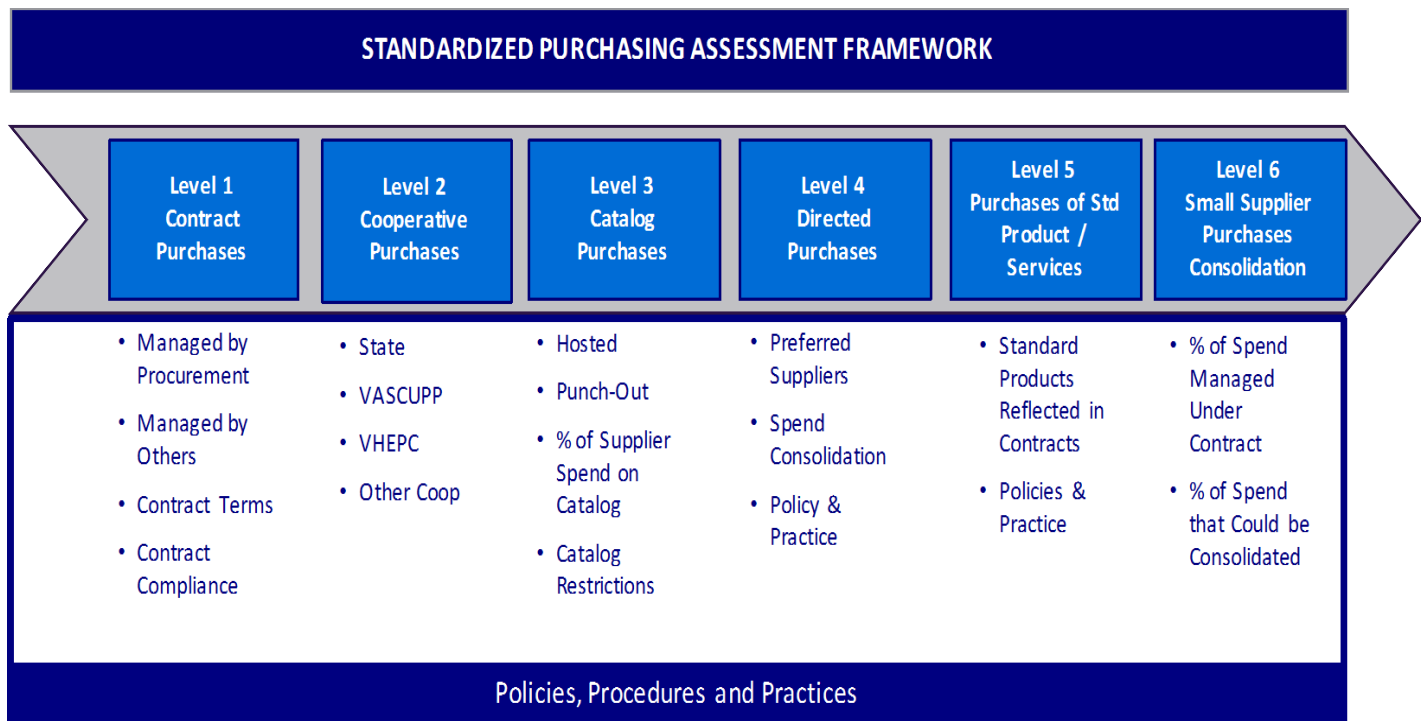 STANDARDIZED PURCHASING ASSESSMENT FRAMEWORK
Level 1
Contract
Purchases
Level 2
Cooperative
Purchases
Level 3
Catalog
Purchases
Level 4
Directed
Purchases
Level 5
Purchases of Std
Product /
Services
Level 6
Small Supplier
Purchases
Consolidation
• Managed by
Procurement
• Managed by
Others
• Contract Terms
• Contract
Compliance
• State
• VASCUPP
• VHEPC
• Other Coop
• Hosted
• Punch-Out
• % of Supplier
Spend on
Catalog
• Catalog
Restrictions
• Preferred
Suppliers
• Spend
Consolidation
• Policy &
Practice
• Standard
Products
Reflected in
Contracts
• Policies &
Practice
• % of Spend
Managed
Under
Contract
• % of Spend
that Could be
Consolidated
Policies, Procedures and Practices